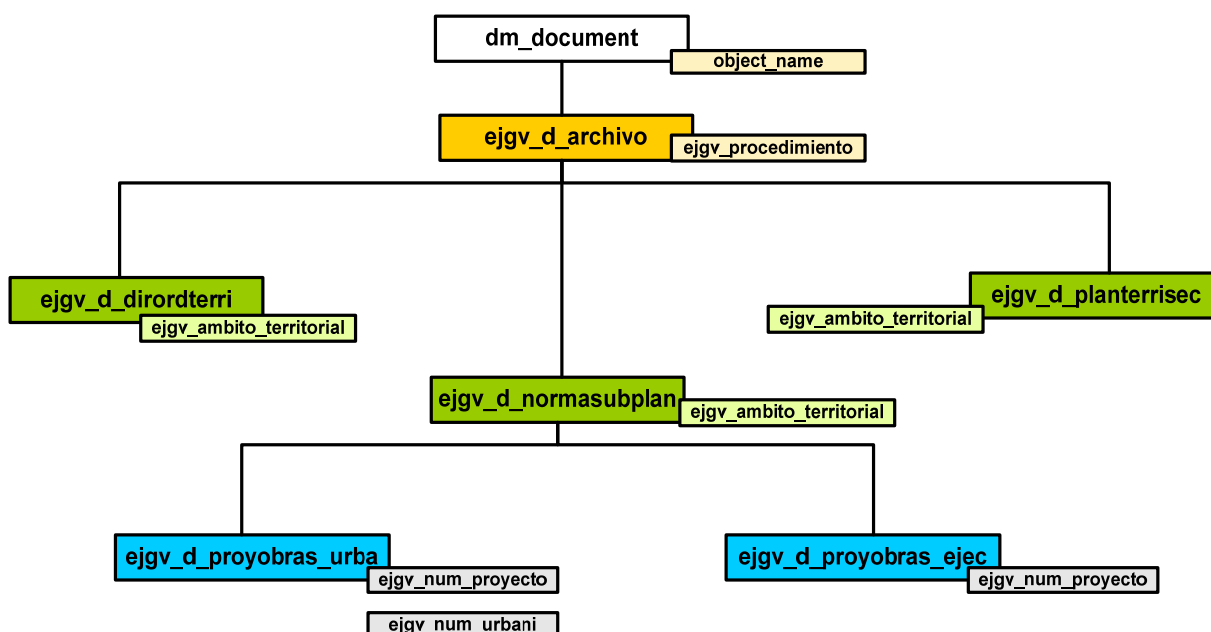 dm_document
object_name
ejgv_d_archivo
ejgv_procedimiento
ejgv_d_dirordterri
ejgv_ambito_territorial
ejgv_d_planterrisec
ejgv_ambito_territorial
ejgv_d_normasubplan
ejgv_ambito_territorial
ejgv_d_proyobras_urba
ejgv_num_proyecto
ejgv_num_urbani
ejgv_d_proyobras_ejec
ejgv_num_proyecto